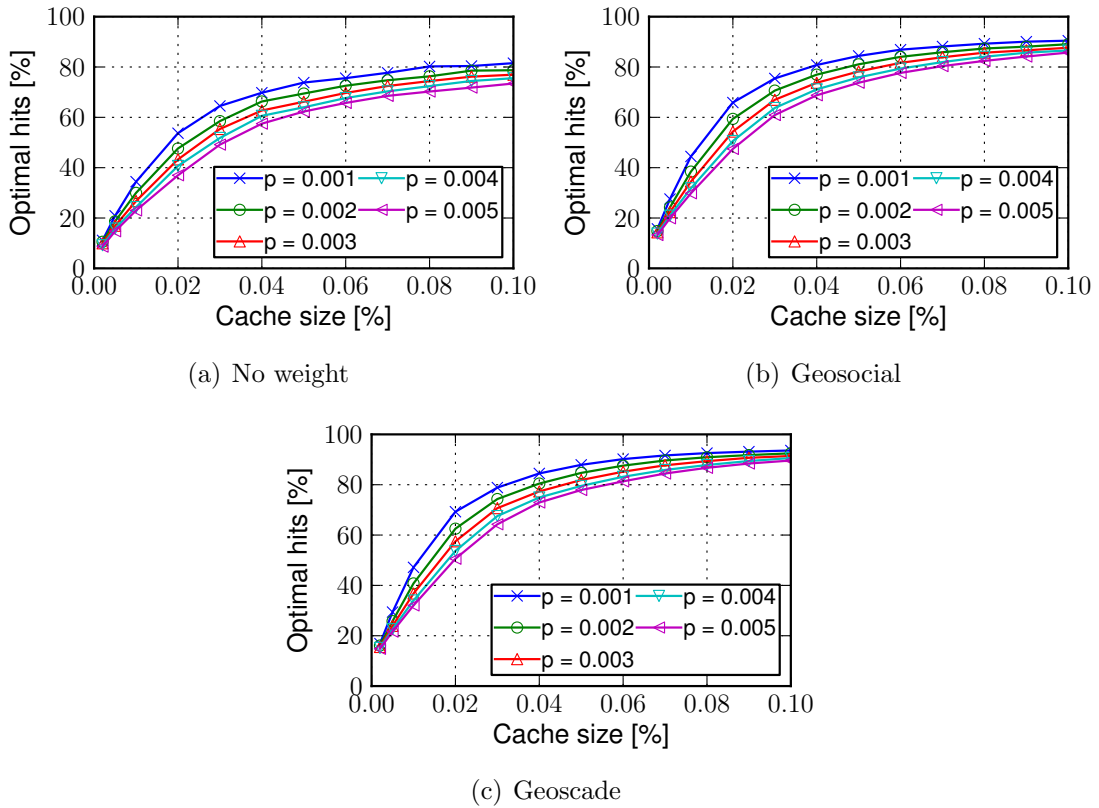 100
80
60
40
20
0
Optimal hits [%]
0.00 0.02 0.04 0.06 0.08 0.10
Cache size [%]
p = 0.001 p = 0.004
p = 0.002 p = 0.005
p = 0.003
(a) No weight
100
80
60
40
20
0
Optimal hits [%]
0.00 0.02 0.04 0.06 0.08 0.10
Cache size [%]
p = 0.001 p = 0.004
p = 0.002 p = 0.005
p = 0.003
(b) Geosocial
100
80
60
40
20
0
Optimal hits [%]
0.00 0.02 0.04 0.06 0.08 0.10
Cache size [%]
p = 0.001 p = 0.004
p = 0.002 p = 0.005
p = 0.003
(c) Geoscade